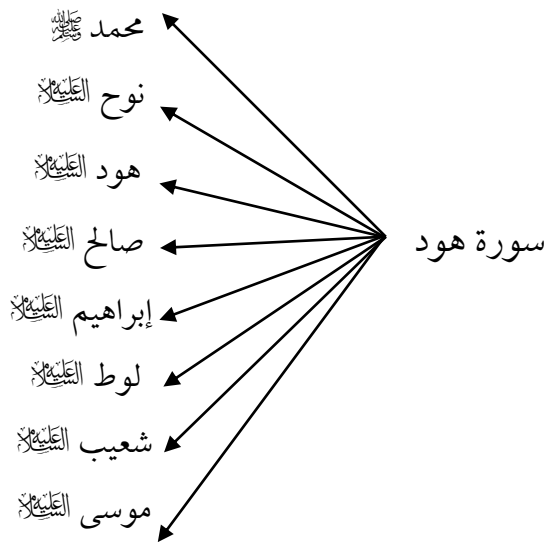 سورة هود
محمد ﷺ
نوح عليه السلام
هود عليه السلام
صالح عليه السلام
إبراهيم عليه السلام
لوط عليه السلام
شعيب عليه السلام
موسى عليه السلام